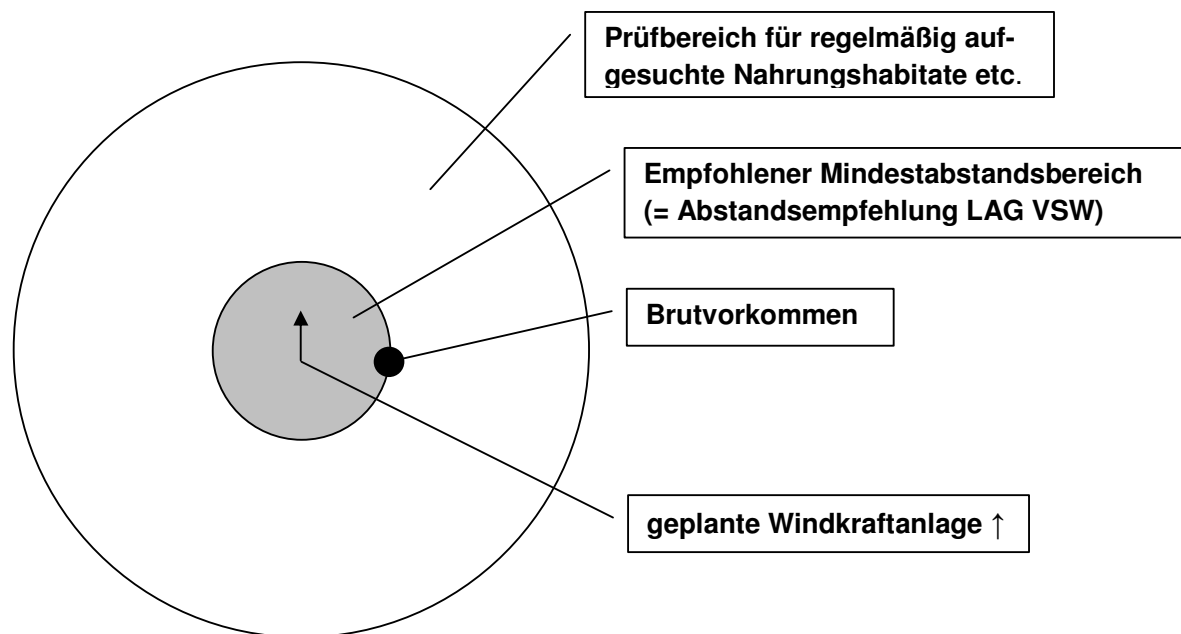 Prüfbereich für regelmäßig auf-
gesuchte Nahrungshabitate etc.
Empfohlener Mindestabstandsbereich
(= Abstandsempfehlung LAG VSW)
Brutvorkommen
geplante Windkraftanlage ↑